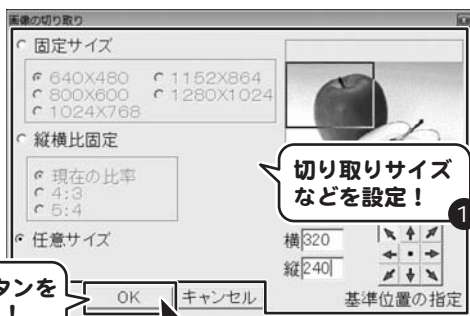 画像の切り取り
固定サイズ
640X480
1152X864
800X600
1280X1024
1024X768
縦横比固定
現在の比率
4:3
5:4
任意サイズ
切り取りサイズ
などを設定！
1
横320
縦240
基準位置の指定
タンを
！
OK
キャンセル